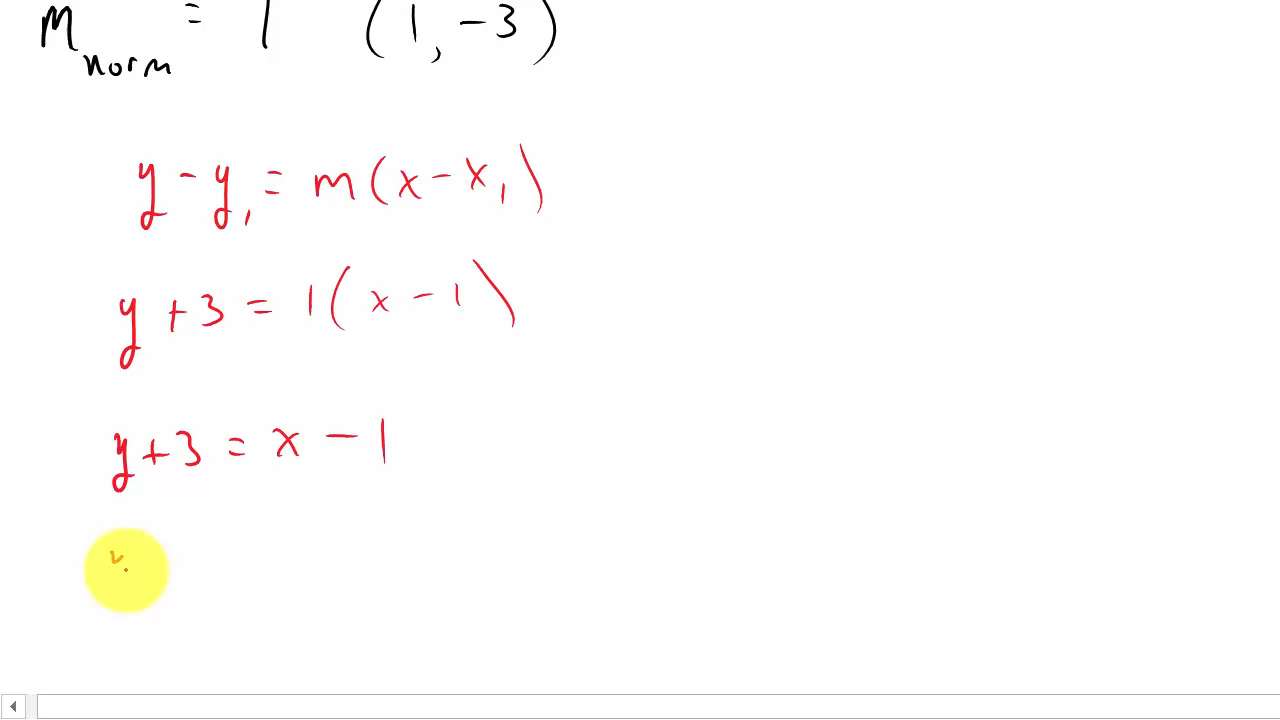 m_norm = 1 (1, -3)
y - y₁ = m(x - x₁)
y + 3 = 1(x - 1)
y + 3 = x - 1